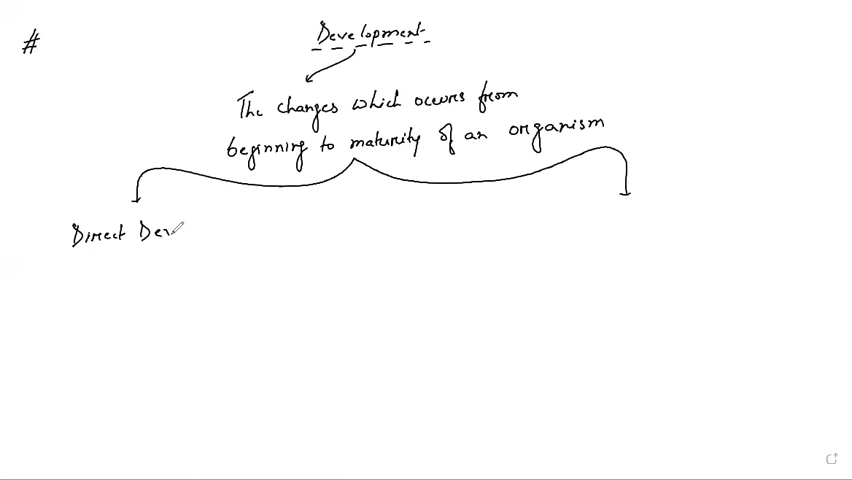 #
Development
The changes which occurs from
beginning to maturity of an organism
Direct Dev